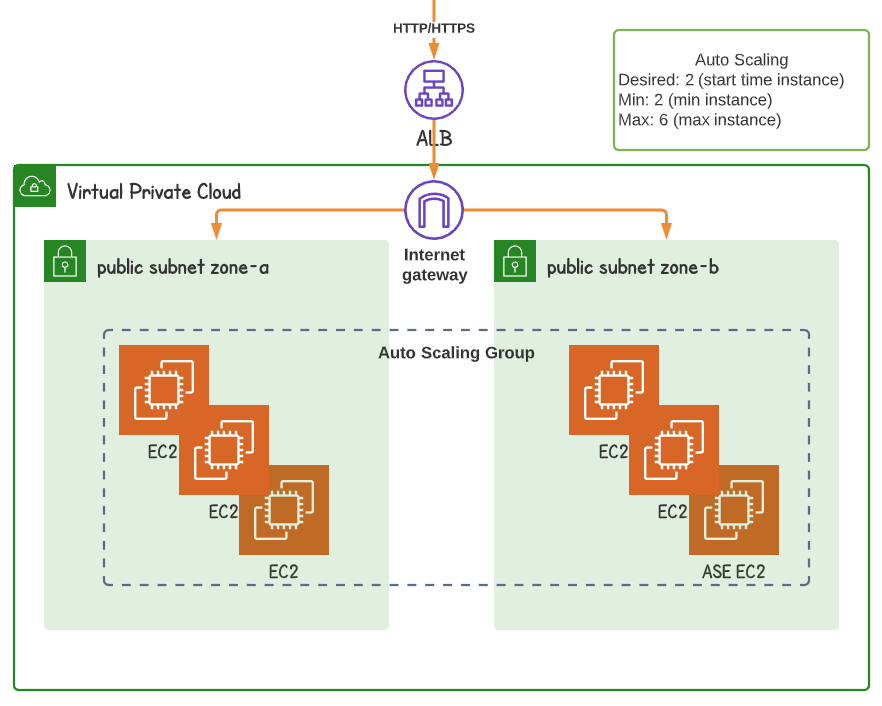 HTTP/HTTPS
Auto Scaling
Desired: 2 (start time instance)
Min: 2 (min instance)
Max: 6 (max instance)
ALB
Virtual Private Cloud
Internet
gateway
public subnet zone-a
public subnet zone-b
Auto Scaling Group
EC2
EC2
EC2
EC2
EC2
ASE EC2